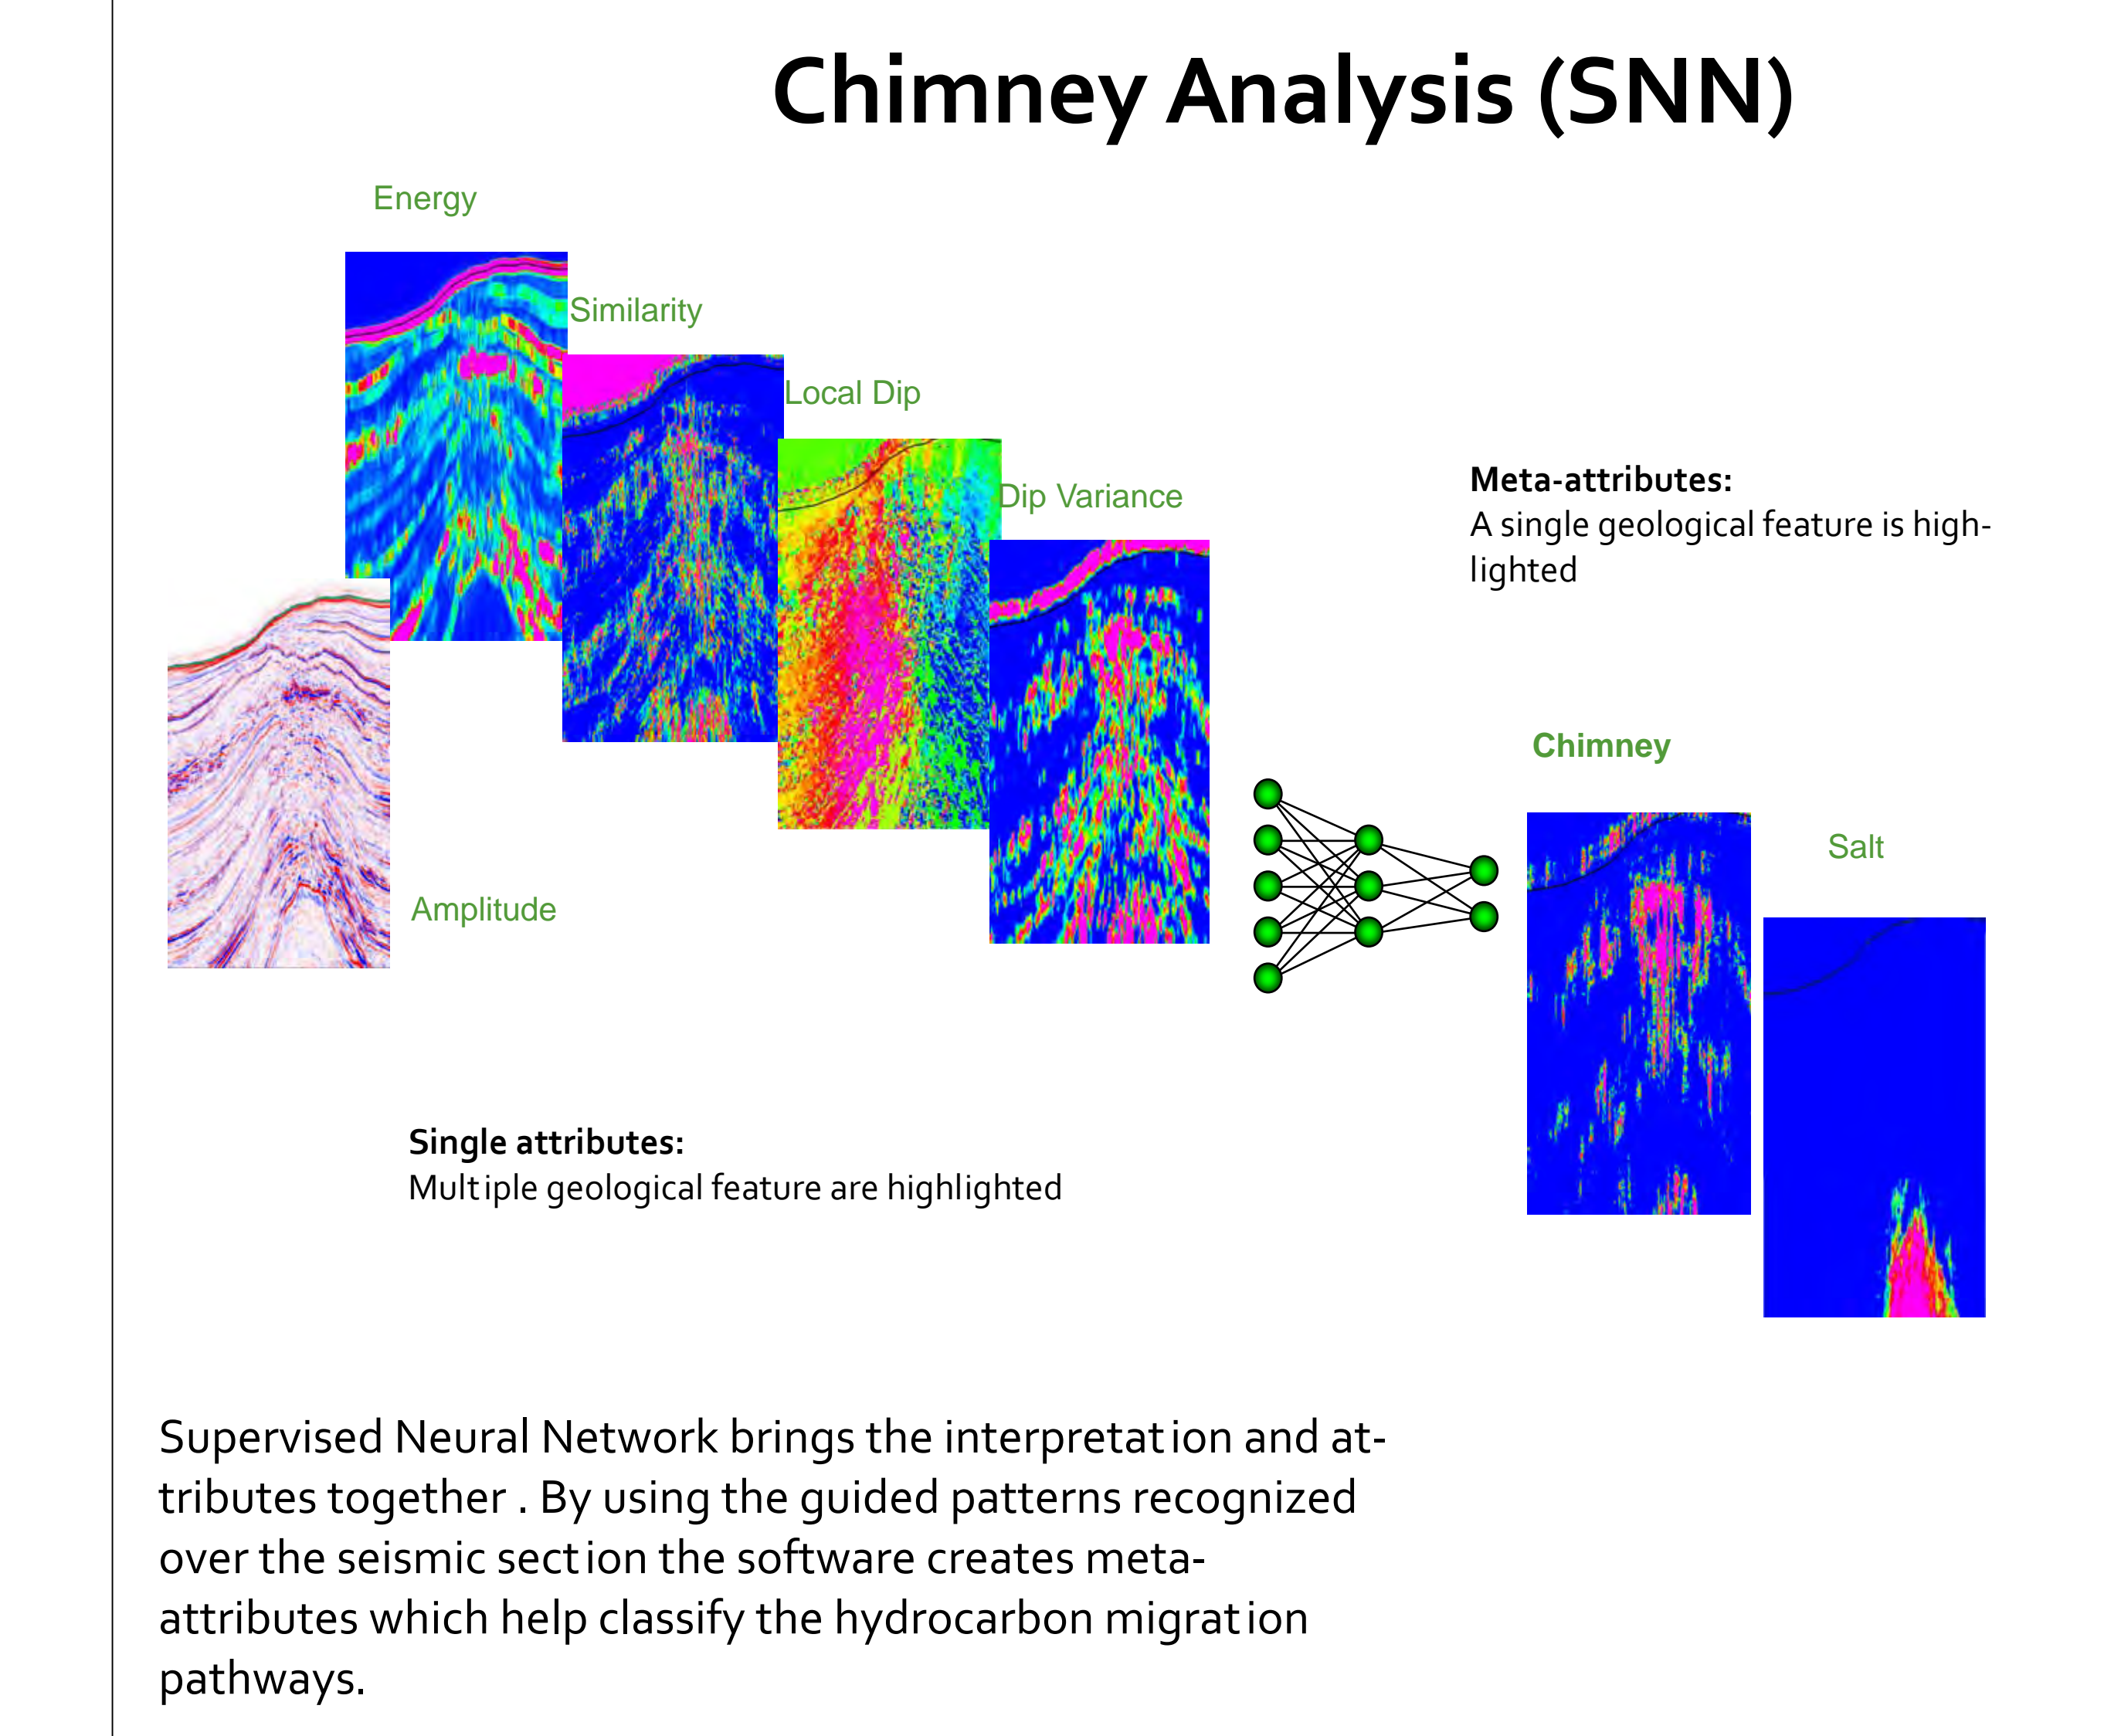 Chimney Analysis (SNN)
Energy
Similarity
Local Dip
Dip Variance
Meta-attributes:
A single geological feature is high-
lighted
Chimney
Salt
Amplitude
Single attributes:
Multiple geological feature are highlighted
Supervised Neural Network brings the interpretation and at-
tributes together . By using the guided patterns recognized
over the seismic section the software creates meta-
attributes which help classify the hydrocarbon migration
pathways.